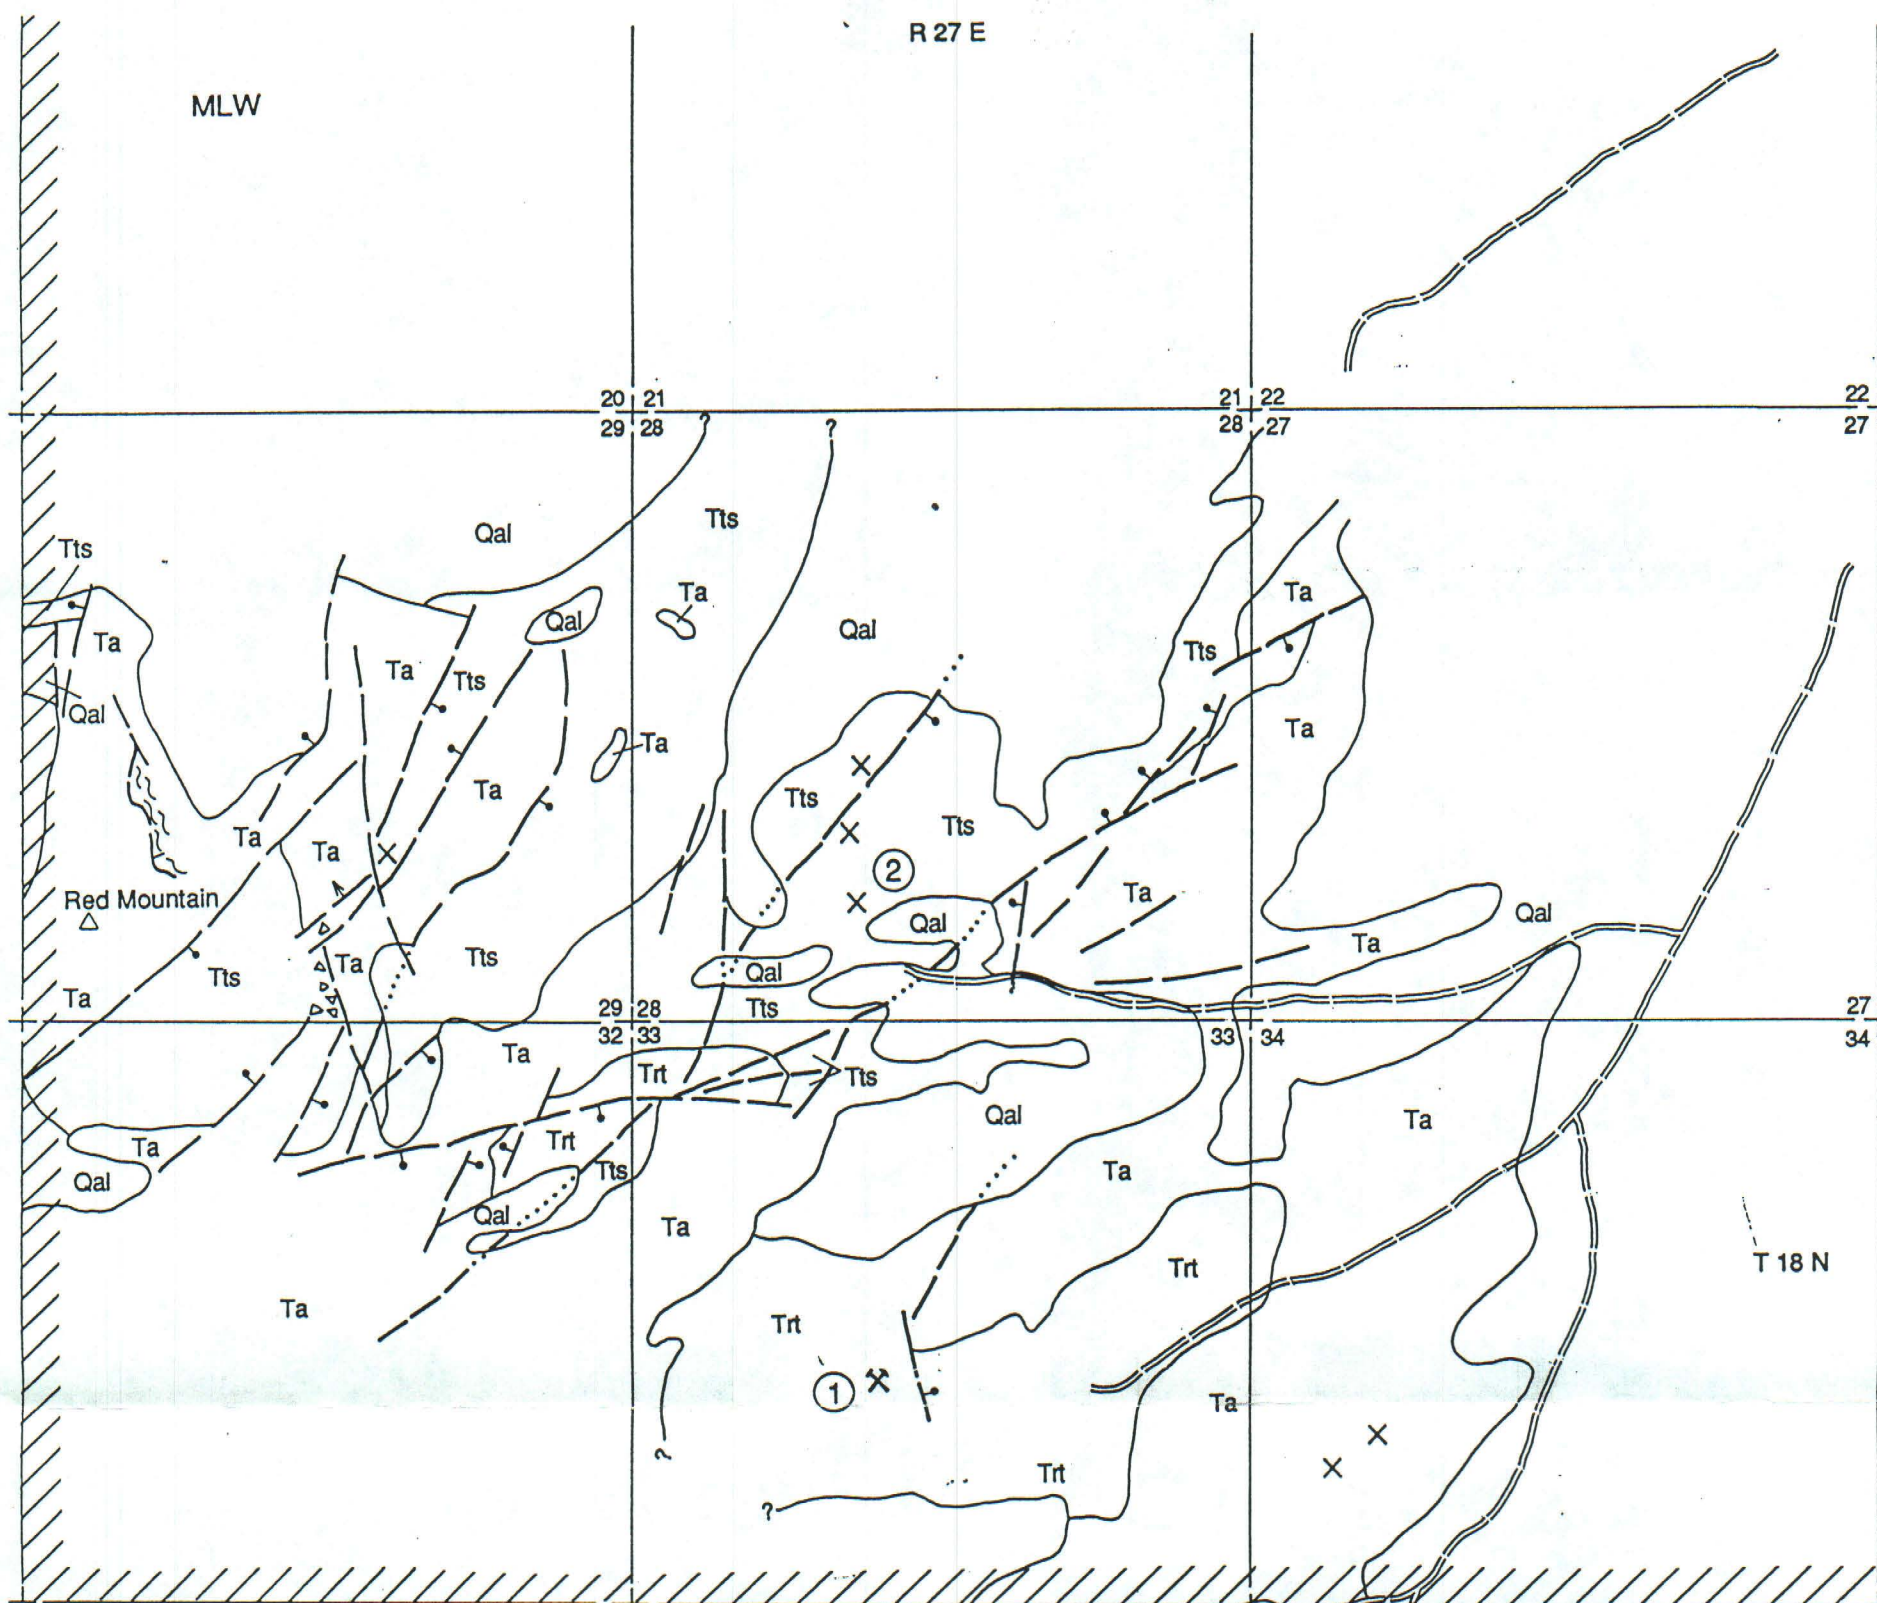 R 27 E
MLW
20 21
21 22
22
29 28
28 27
27
?
?
Tts
Qal
Tts
Ta
Qal
Ta
Qal
Ta
Tts
Ta
Tts
Ta
Qal
Ta
Ta
Ta
Tts
Tts
Ta
Ta
2
Ta
Red Mountain
Qal
Qal
Ta
Ta
Tts
Tts
Qal
Ta
Tts
29 28
27
32 33
33 34
34
Ta
Trt
Tts
Qal
Ta
Ta
Trt
Tts
Ta
Qal
Qal
Ta
T 18 N
Trt
Ta
Trt
1
Ta
?
Trt
?